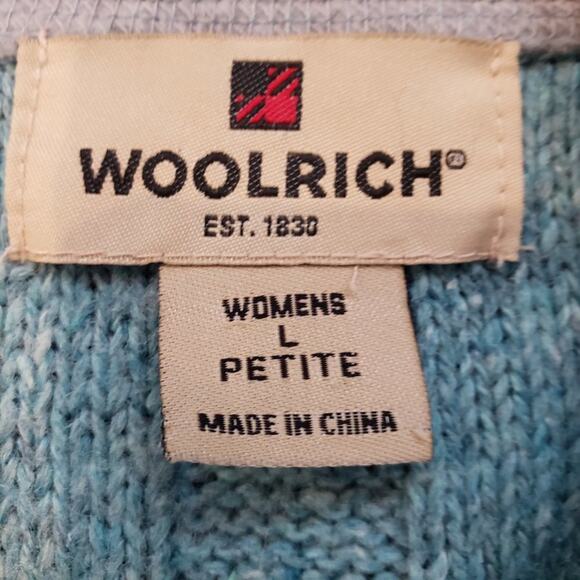 WOOLRICH®
EST. 1830
WOMENS
L
PETITE
MADE IN CHINA